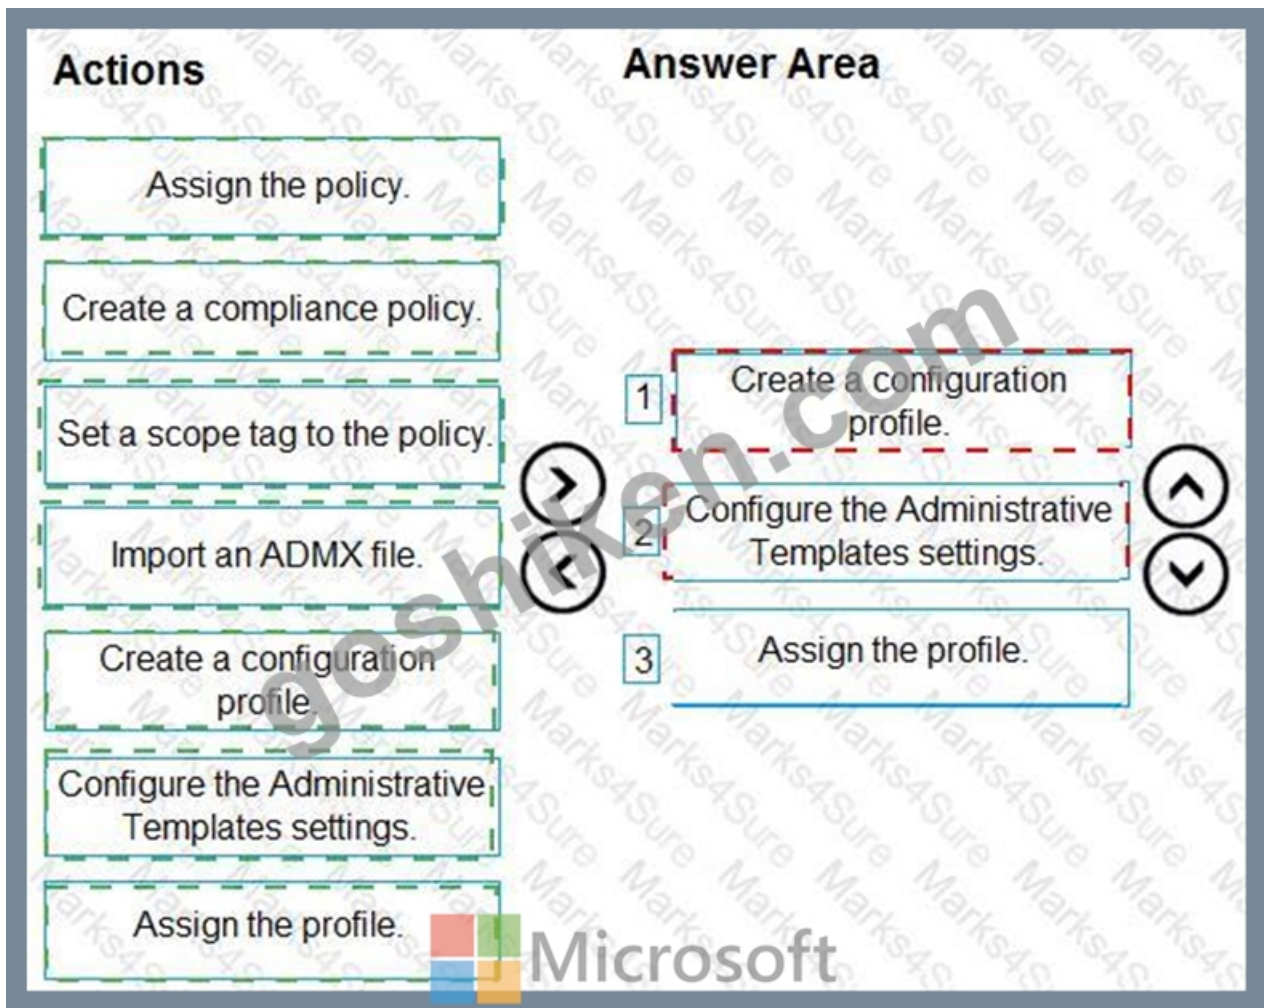 Actions
Assign the policy.
Create a compliance policy.
Set a scope tag to the policy.
Import an ADMX file.
Create a configuration
profile.
Configure the Administrative
Templates settings.
Assign the profile.
Answer Area
1
Create a configuration
profile.
2
Configure the Administrative
Templates settings.
3
Assign the profile.
goshiken.com
Microsoft
Marks4Sure